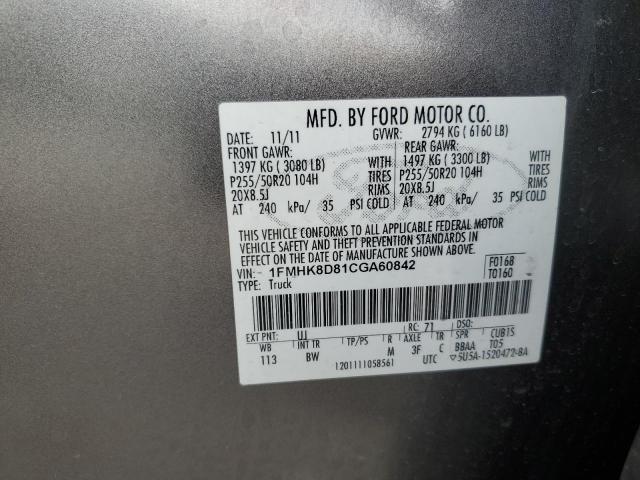 MFD. BY FORD MOTOR CO.
DATE: 11/11 GVWR: 2794 KG ( 6160 LB)
FRONT GAWR: REAR GAWR:
1397 KG ( 3080 LB) WITH 1497 KG ( 3300 LB) WITH
P255/50R20 104H TIRES P255/50R20 104H TIRES
20X8.5J RIMS 20X8.5J RIMS
AT 240 kPa/ 35 PSI COLD AT 240 kPa/ 35 PSI COLD
THIS VEHICLE CONFORMS TO ALL APPLICABLE FEDERAL MOTOR
VEHICLE SAFETY AND THEFT PREVENTION STANDARDS IN
EFFECT ON THE DATE OF MANUFACTURE SHOWN ABOVE.
VIN: 1FMHK8D81CGA60842 F0168
TYPE: Truck T0160
EXT PNT: UJ RC: 71 DSO:
WB INT TR TP/PS R AXLE TR SPR CUBIS
113 BW M 3F C BBAA T05
1201111058561 UTC ▽5U5A-1520472-BA
Ford